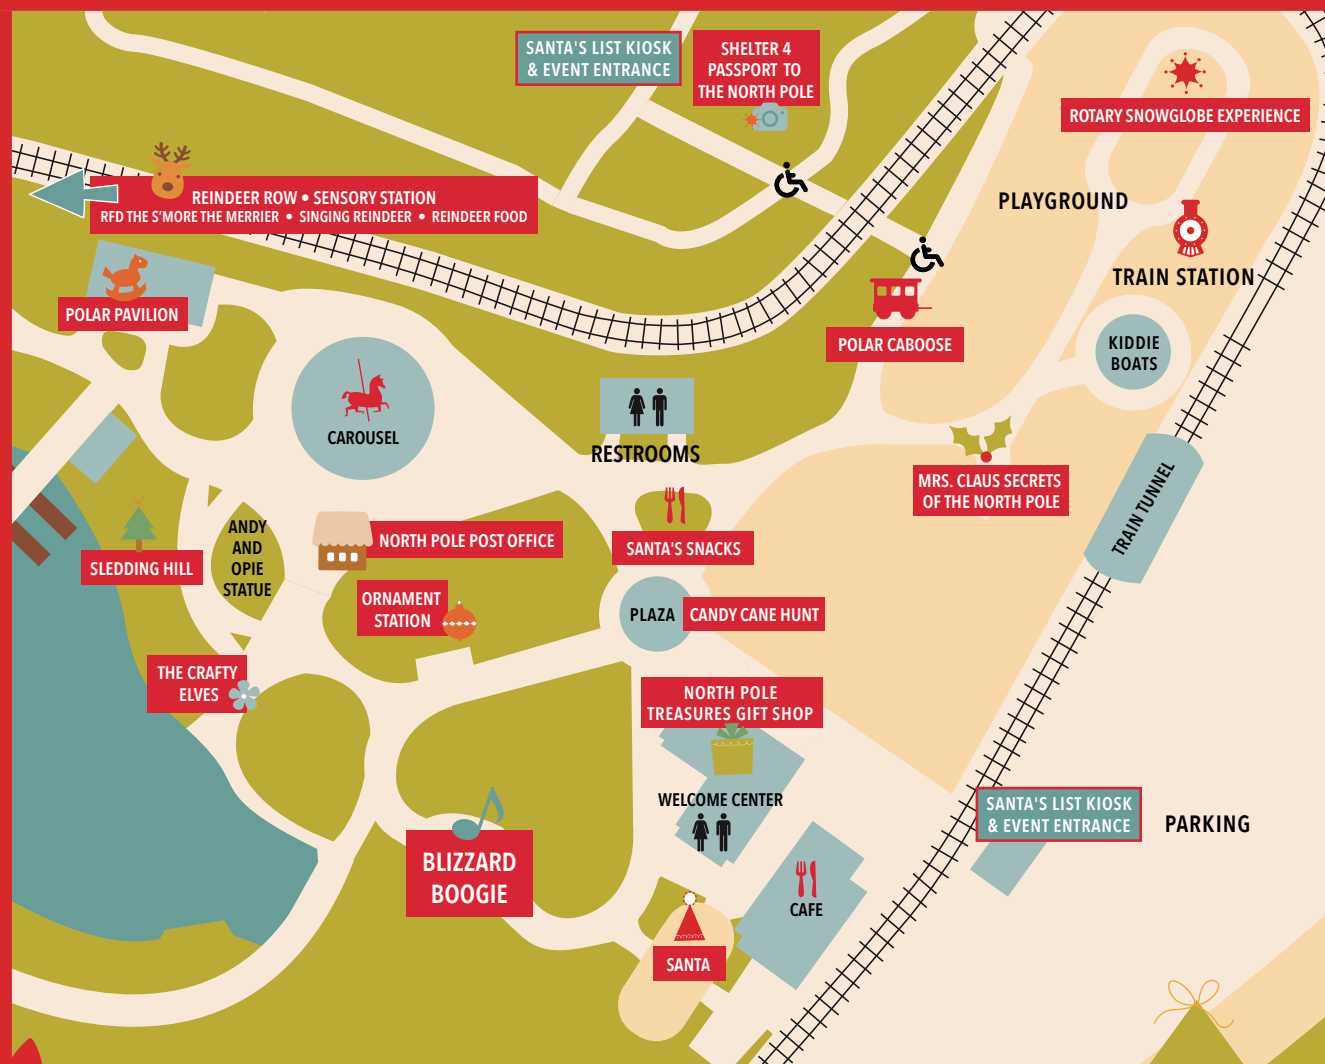 SANTA'S LIST KIOSK
& EVENT ENTRANCE
SHELTER 4
PASSPORT TO
THE NORTH POLE
ROTARY SNOWGLOBE EXPERIENCE
REINDEER ROW • SENSORY STATION
RFD THE S'MORE THE MERRIER • SINGING REINDEER • REINDEER FOOD
PLAYGROUND
TRAIN STATION
POLAR PAVILION
POLAR CABOOSE
KIDDIE
BOATS
CAROUSEL
RESTROOMS
MRS. CLAUS SECRETS
OF THE NORTH POLE
TRAIN TUNNEL
ANDY
AND
OPIE
STATUE
NORTH POLE POST OFFICE
SANTA'S SNACKS
SLEDDING HILL
ORNAMENT
STATION
PLAZA
CANDY CANE HUNT
THE CRAFTY
ELVES
NORTH POLE
TREASURES GIFT SHOP
WELCOME CENTER
SANTA'S LIST KIOSK
& EVENT ENTRANCE
PARKING
BLIZZARD
BOOGIE
CAFE
SANTA